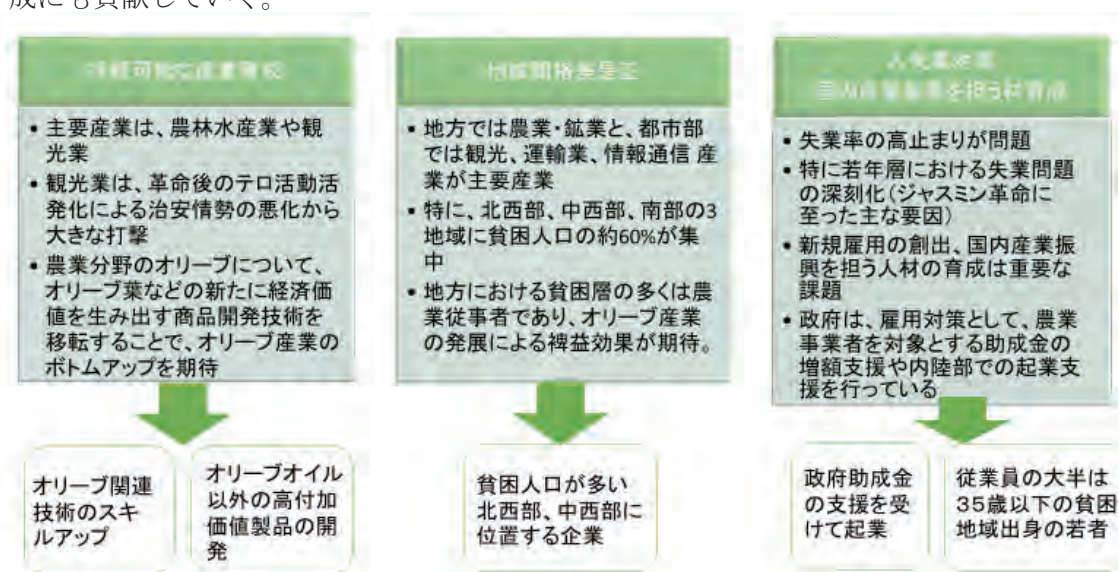 成にも貢献していく。
• 主要産業は、農林水産業や観
光業
• 観光業は、革命後のテロ活動活
発化による治安情勢の悪化から
大きな打撃
• 農業分野のオリーブについて、
オリーブ葉などの新たに経済価
値を生み出す商品開発技術を
移転することで、オリーブ産業の
ボトムアップを期待
オリーブ関連
技術のスキ
ルアップ
オリーブオイル
以外の高付加
価値製品の開
発
地域間格差是正
• 地方では農業・鉱業と、都市部
では観光、運輸業、情報通信 産
業が主要産業
• 特に、北西部、中西部、南部の3
地域に貧困人口の約60%が集
中
• 地方における貧困層の多くは農
業従事者であり、オリーブ産業
の発展による裨益効果が期待。
貧困人口が多い
北西部、中西部に
位置する企業
• 失業率の高止まりが問題
• 特に若年層における失業問題
の深刻化(ジャスミン革命に
至った主な要因)
• 新規雇用の創出、国内産業振
興を担う人材の育成は重要な
課題
• 政府は、雇用対策として、農業
事業者を対象とする助成金の
増額支援や内陸部での起業支
援を行っている
政府助成金
の支援を受
けて起業
従業員の大半は
35歳以下の貧困
地域出身の若者